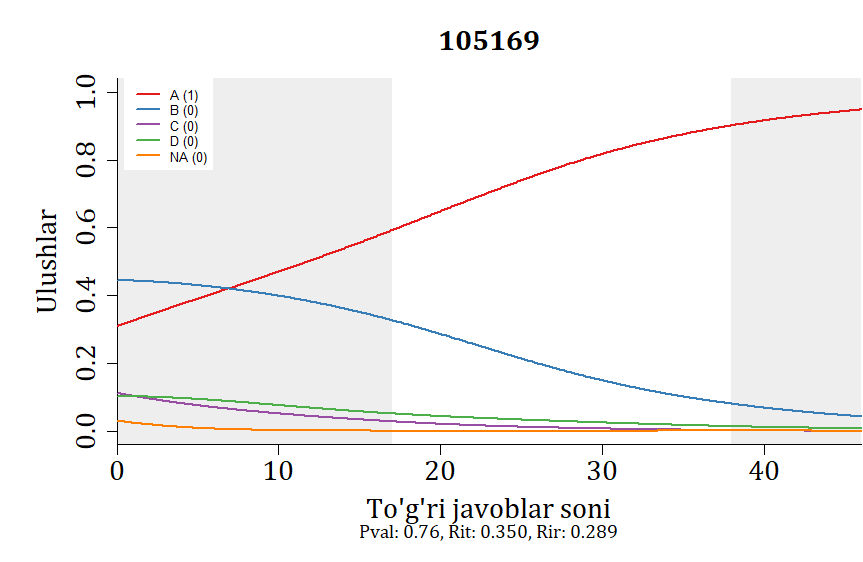 105169
A (1)
B (0)
C (0)
D (0)
NA (0)
Ulushlar
1.0
0.8
0.6
0.4
0.2
0.0
0 10 20 30 40
To'g'ri javoblar soni
Pval: 0.76, Rit: 0.350, Rir: 0.289